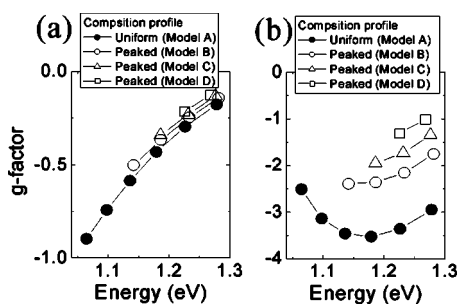 (a)
Compsition profile
Uniform (Model A)
Peaked (Model B)
Peaked (Model C)
Peaked (Model D)
0.0
-0.5
-1.0
g-factor
1.1 1.2 1.3
Energy (eV)
(b)
Compsition profile
Uniform (Model A)
Peaked (Model B)
Peaked (Model C)
Peaked (Model D)
0
-1
-2
-3
-4
1.1 1.2 1.3
Energy (eV)